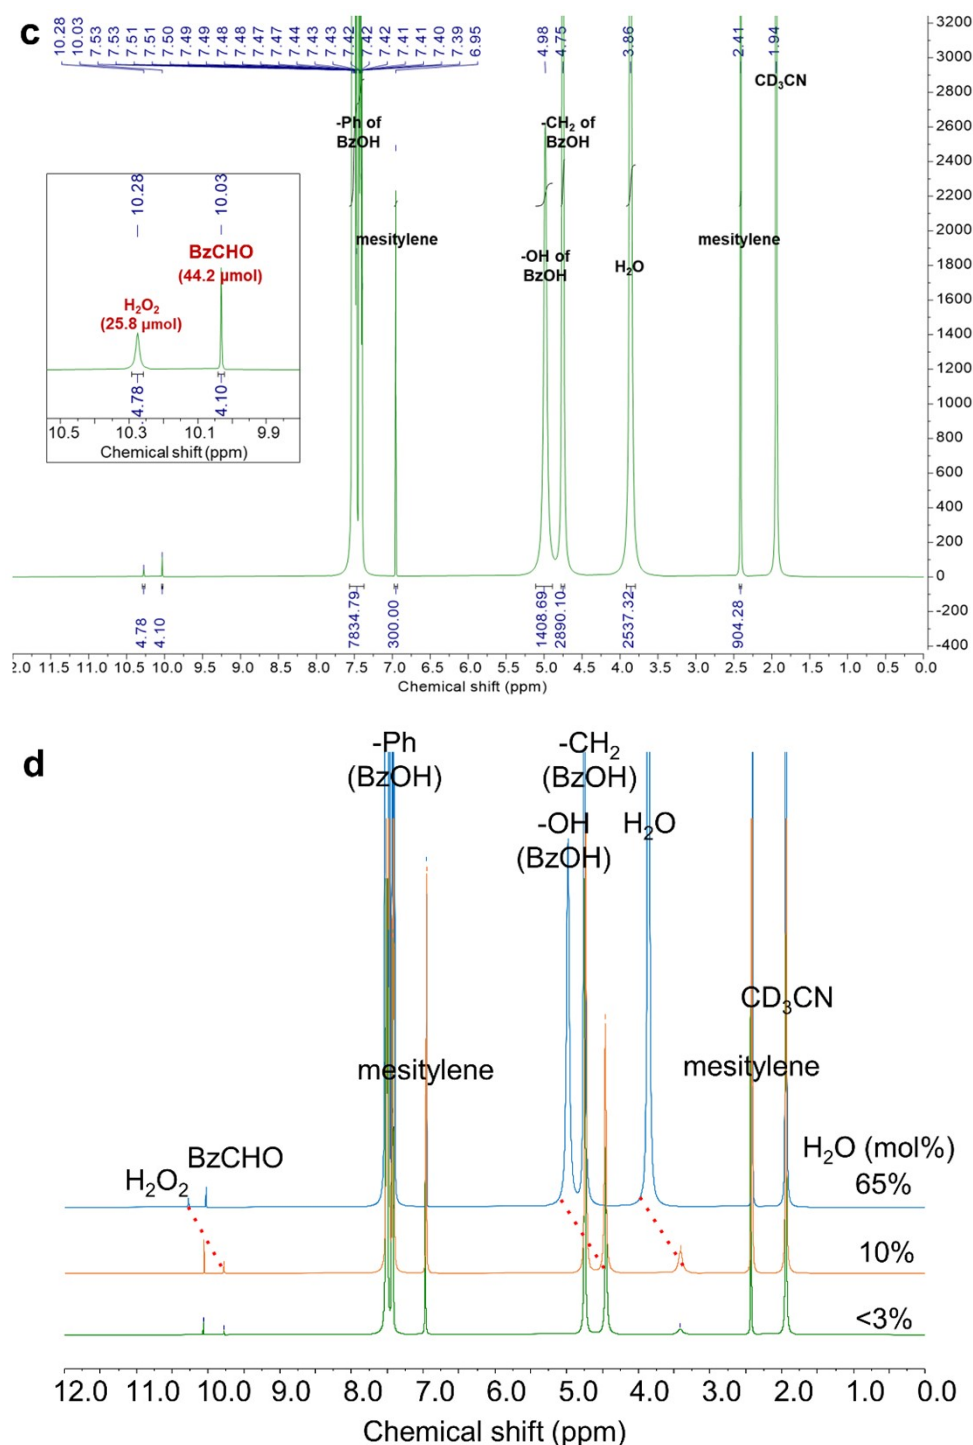 c
10.28
10.03
7.53
7.53
7.51
7.51
7.50
7.49
7.49
7.48
7.48
7.47
7.47
7.44
7.43
7.43
7.42
7.42
7.42
7.41
7.41
7.40
7.39
6.95
4.98
4.75
3.86
2.41
1.94
3200
3000
2800
2600
2400
2200
2000
1800
1600
1400
1200
1000
800
600
400
200
0
-200
-400
CD₃CN
-Ph of
BzOH
-CH₂ of
BzOH
mesitylene
-OH of
BzOH
H₂O
mesitylene
10.28
10.03
BzCHO
(44.2 µmol)
H₂O₂
(25.8 µmol)
4.78
4.10
10.5 10.3 10.1 9.9
Chemical shift (ppm)
4.78
4.10
7834.79
300.00
1408.69
2890.10
2537.32
904.28
2.0 11.5 11.0 10.5 10.0 9.5 9.0 8.5 8.0 7.5 7.0 6.5 6.0 5.5 5.0 4.5 4.0 3.5 3.0 2.5 2.0 1.5 1.0 0.5 0.0
Chemical shift (ppm)
d
-Ph
(BzOH)
-CH₂
(BzOH)
-OH
(BzOH)
H₂O
CD₃CN
mesitylene
mesitylene
BzCHO
H₂O₂
H₂O (mol%)
65%
10%
<3%
12.0 11.0 10.0 9.0 8.0 7.0 6.0 5.0 4.0 3.0 2.0 1.0 0.0
Chemical shift (ppm)